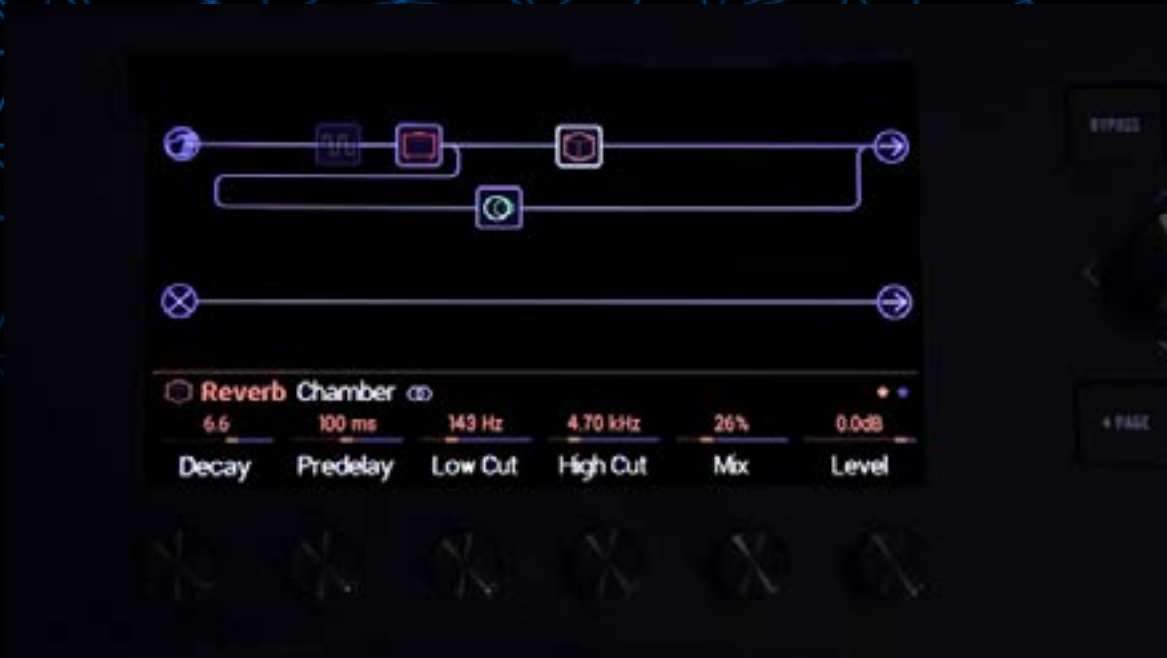 BYPASS
Reverb Chamber
6.6 100 ms 143 Hz 4.70 kHz 26% 0.0dB
Decay Predelay Low Cut High Cut Mix Level
PAGE